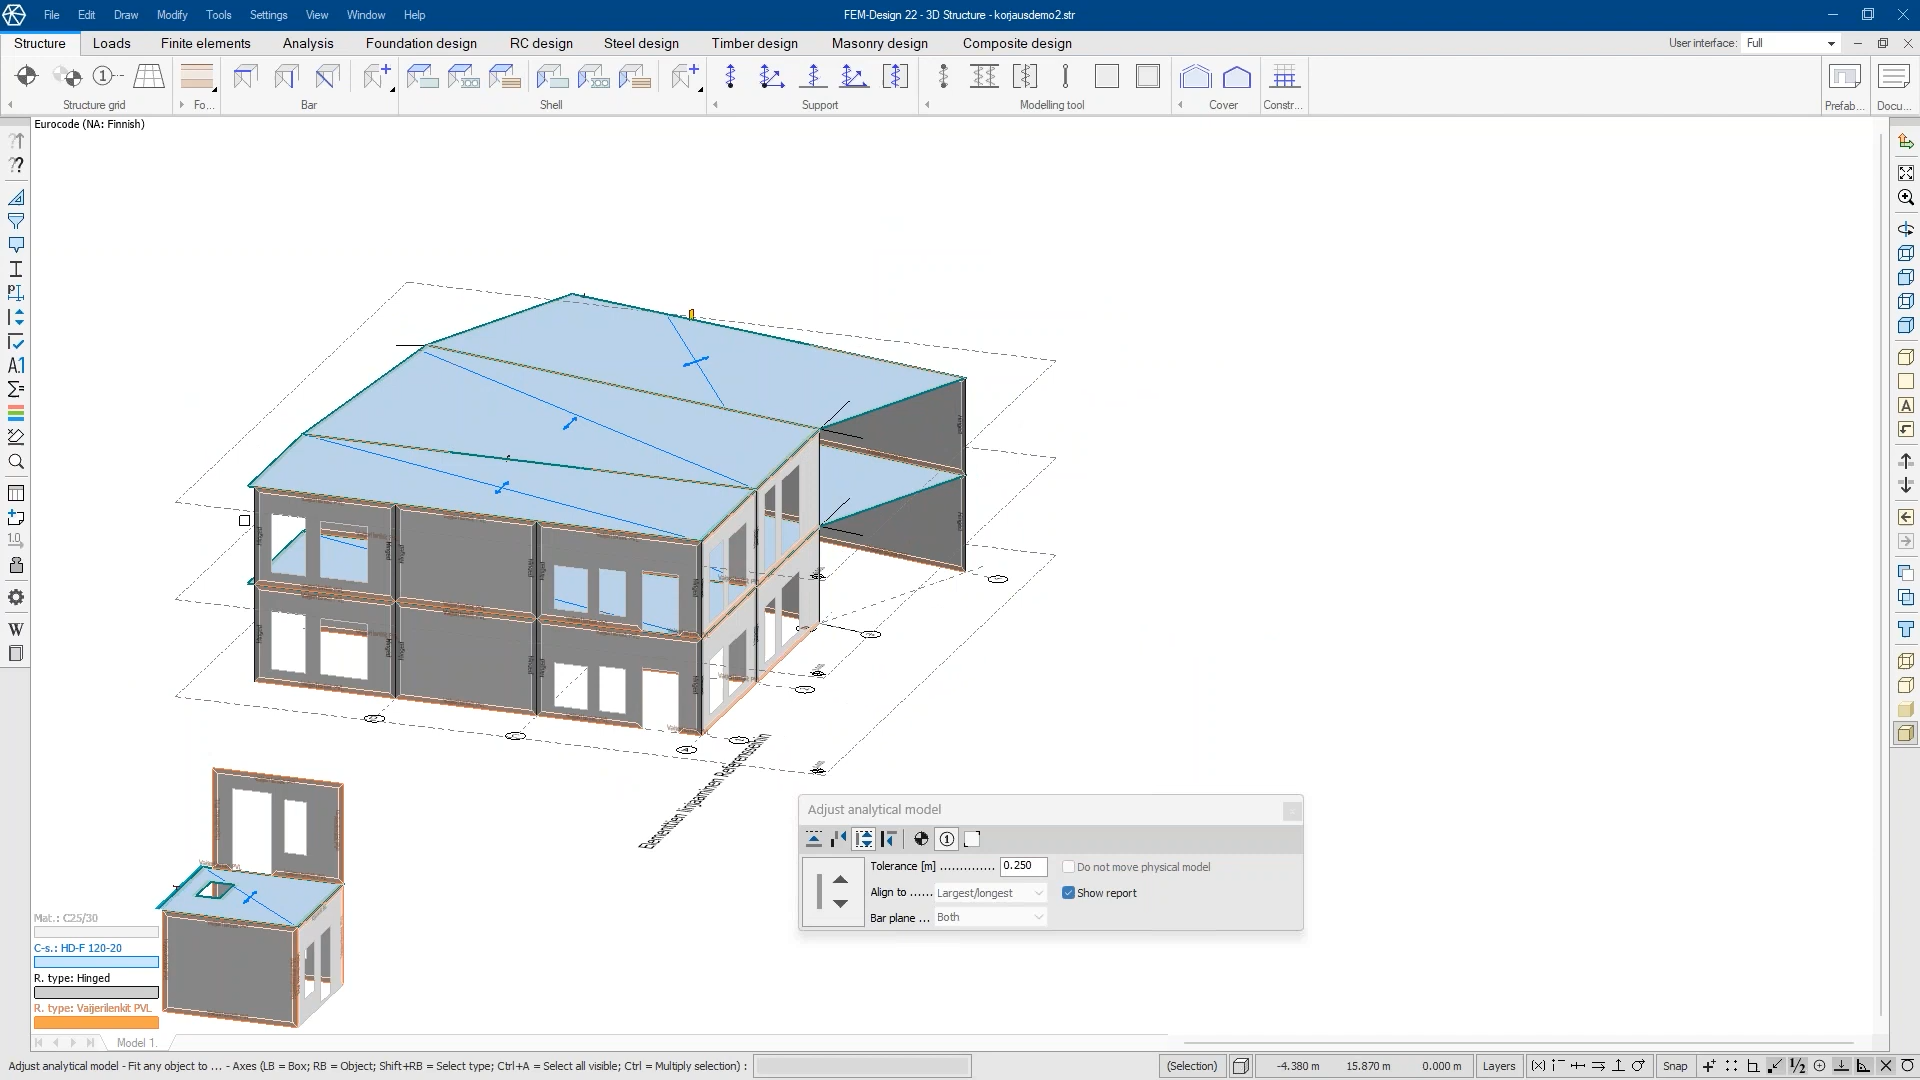 File Edit Draw Modify Tools Settings View Window Help
FEM-Design 22 - 3D Structure - korjausdemo2.str
Structure Loads Finite elements Analysis Foundation design RC design Steel design Timber design Masonry design Composite design
User interface: Full
Structure grid Fo... Bar Shell Support Modelling tool Cover Constr... Prefab... Docu...
Eurocode (NA: Finnish)
Elementtien linjaaminen Referensseihin
Adjust analytical model
Tolerance [m] .............. 0.250
Do not move physical model
Align to ...... Largest/longest
Show report
Bar plane ... Both
Mat.: C25/30
C-s.: HD-F 120-20
R. type: Hinged
R. type: Vaijerilenkit PVL
Model 1.
Adjust analytical model - Fit any object to ... - Axes (LB = Box; RB = Object; Shift+RB = Select type; Ctrl+A = Select all visible; Ctrl = Multiply selection) :
(Selection) -4.380 m 15.870 m 0.000 m Layers Snap